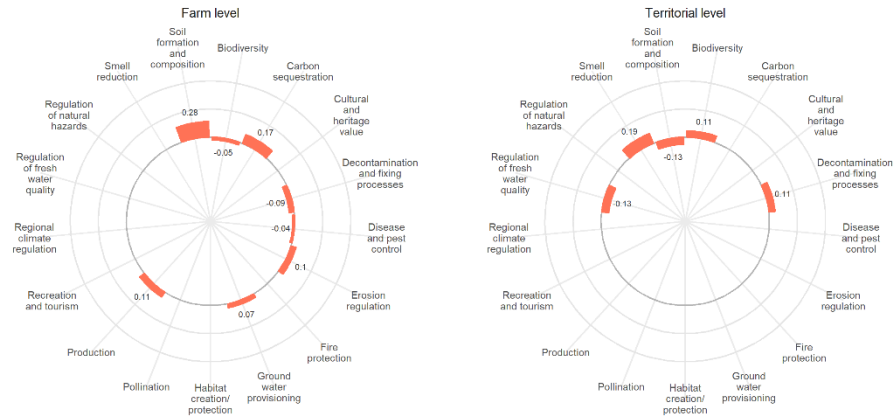 Farm level
Soil
formation and
composition
Biodiversity
Carbon
sequestration
Cultural
and
heritage
value
Decontamination
and fixing
processes
Disease
and pest
control
Erosion
regulation
Fire
protection
Ground
water
provisioning
Habitat
creation/
protection
Pollination
Production
Recreation
and tourism
Regional
climate
regulation
Regulation
of fresh
water
quality
Regulation
of natural
hazards
Smell
reduction
0.28
-0.05
0.17
-0.09
-0.04
0.1
0.07
0.11
Territorial level
Soil
formation and
composition
Biodiversity
Carbon
sequestration
Cultural
and
heritage
value
Decontamination
and fixing
processes
Disease
and pest
control
Erosion
regulation
Fire
protection
Ground
water
provisioning
Habitat
creation/
protection
Pollination
Production
Recreation
and tourism
Regional
climate
regulation
Regulation
of fresh
water
quality
Regulation
of natural
hazards
Smell
reduction
0.19
-0.13
0.11
0.11
-0.13